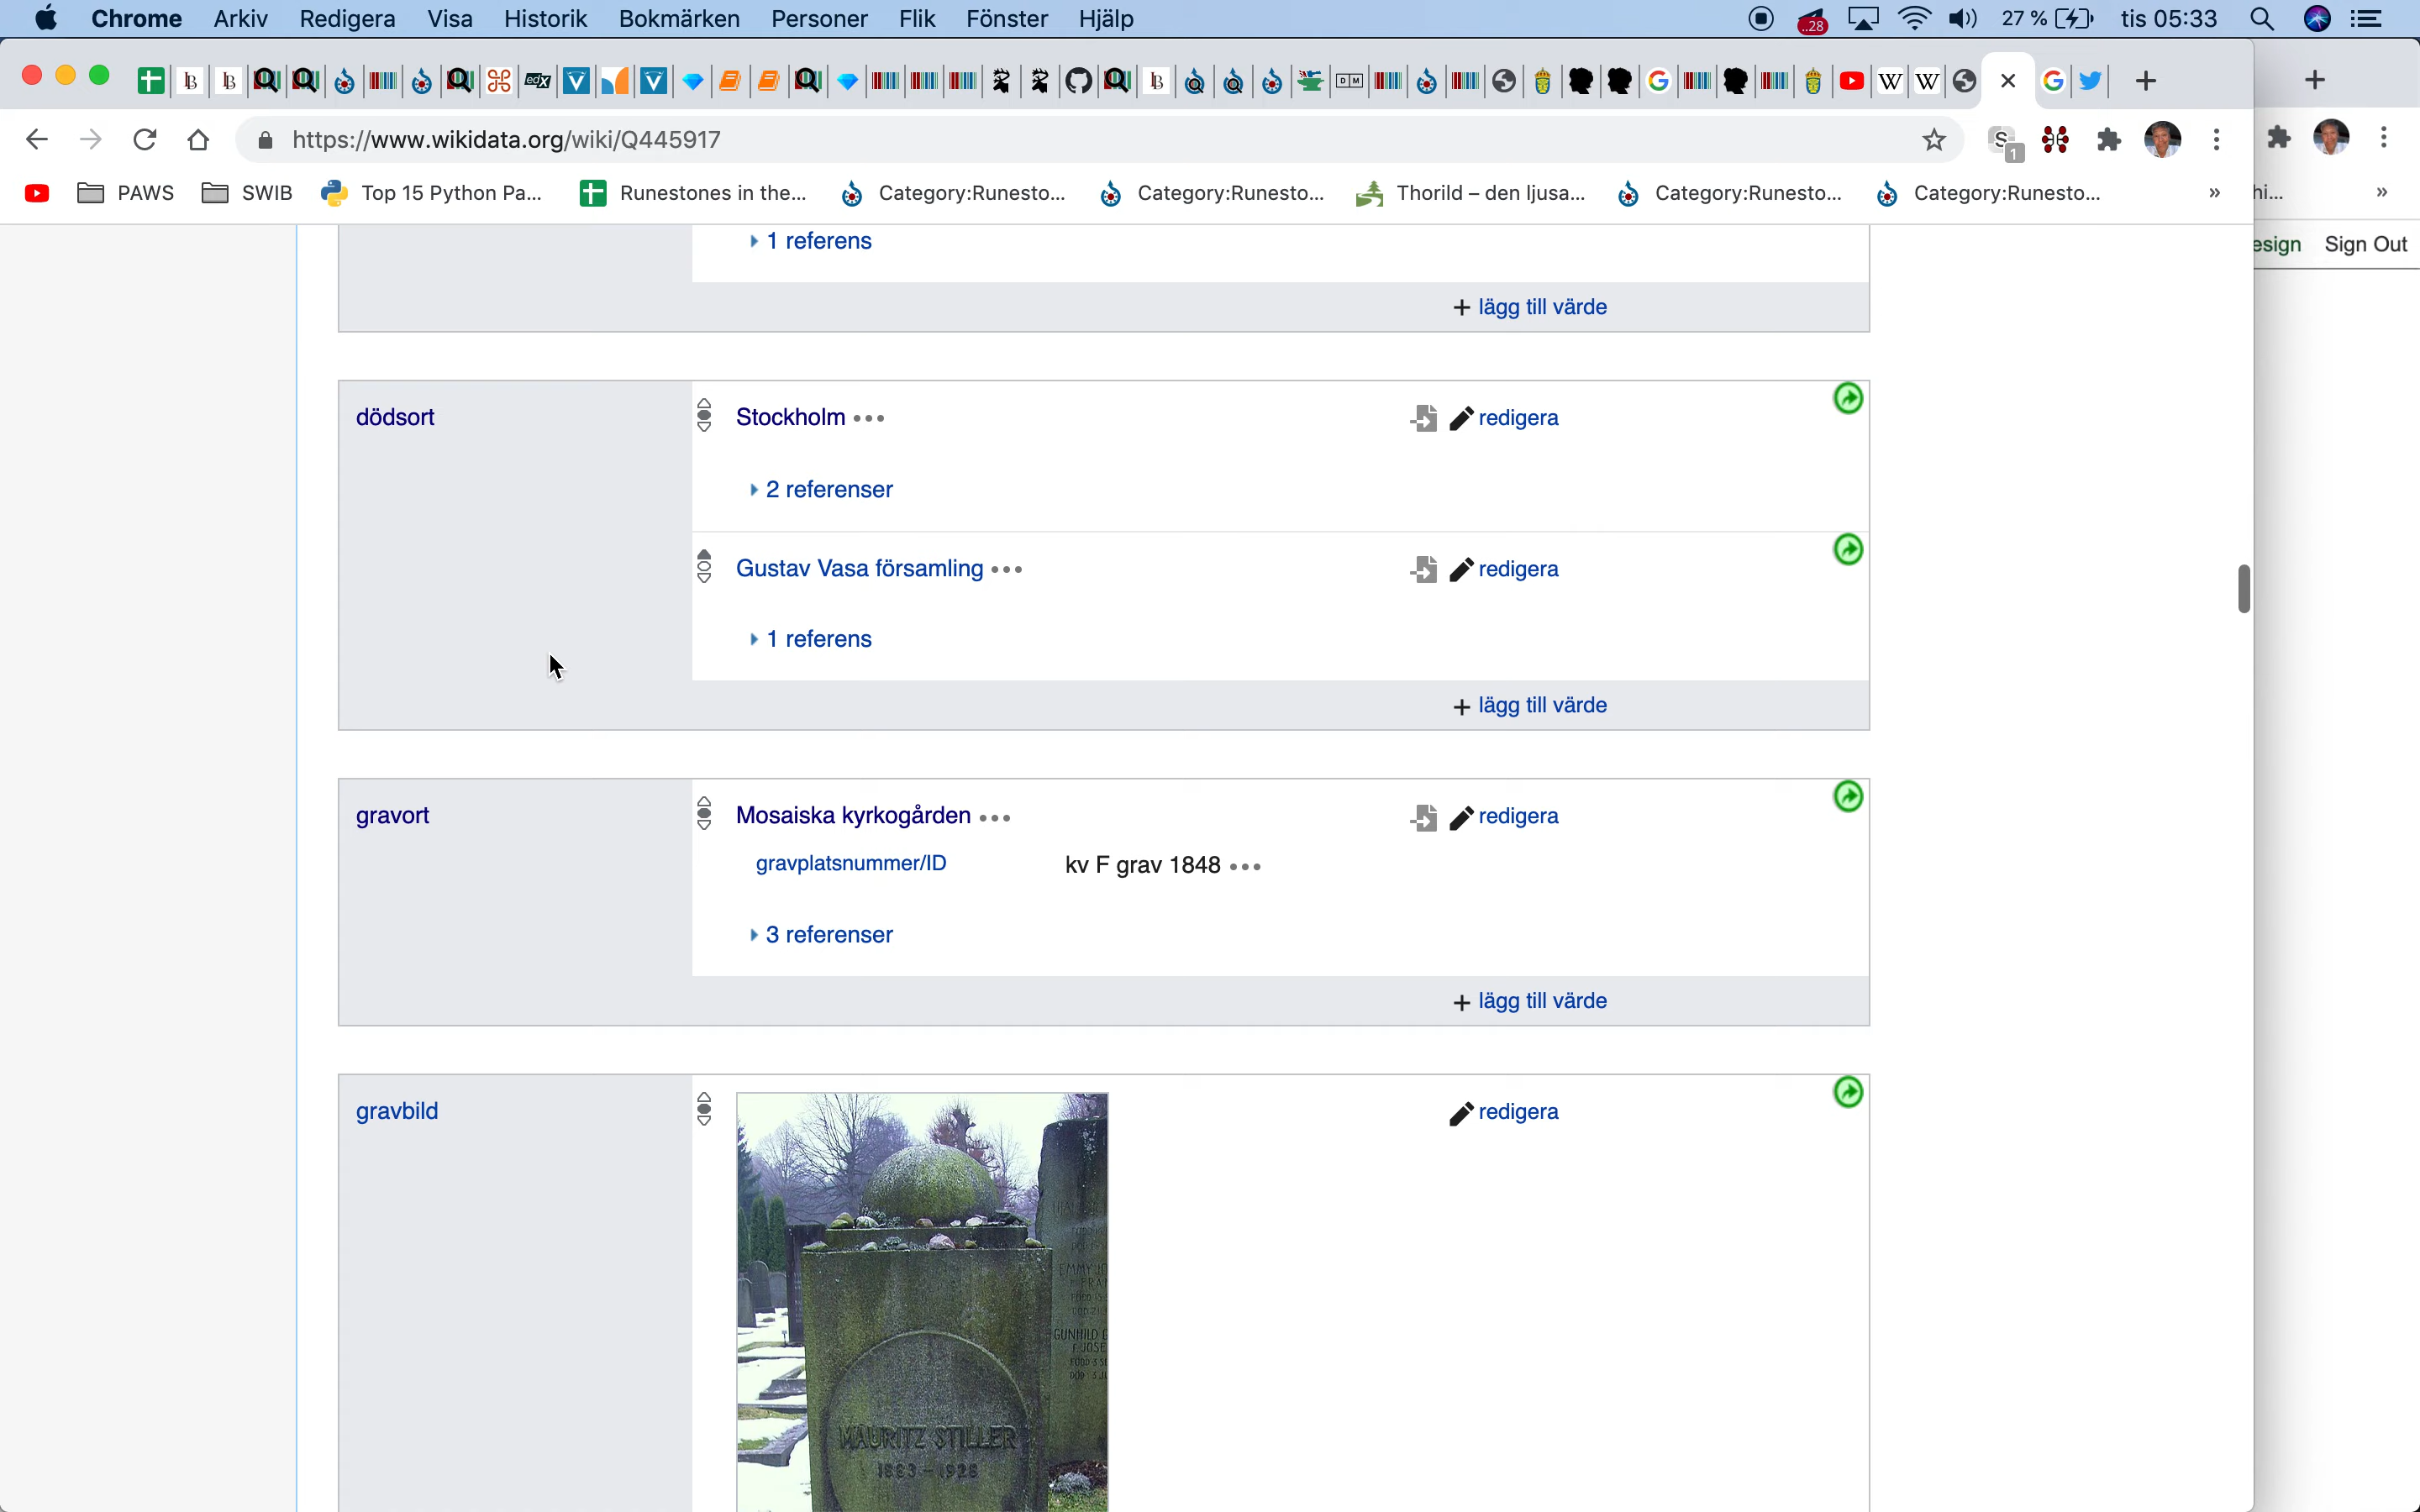 Chrome Arkiv Redigera Visa Historik Bokmärken Personer Flik Fönster Hjälp ..28 27 % tis 05:33
https://www.wikidata.org/wiki/Q445917
PAWS SWIB Top 15 Python Pa... Runestones in the... Category:Runesto... Category:Runesto... Thorild – den ljusa... Category:Runesto... Category:Runesto... » hi... »
esign Sign Out
1 referens
+ lägg till värde
dödsort Stockholm redigera
2 referenser
Gustav Vasa församling redigera
1 referens
+ lägg till värde
gravort Mosaiska kyrkogården redigera
gravplatsnummer/ID kv F grav 1848
3 referenser
+ lägg till värde
gravbild redigera
MAURITZ STILLER
1883 – 1928